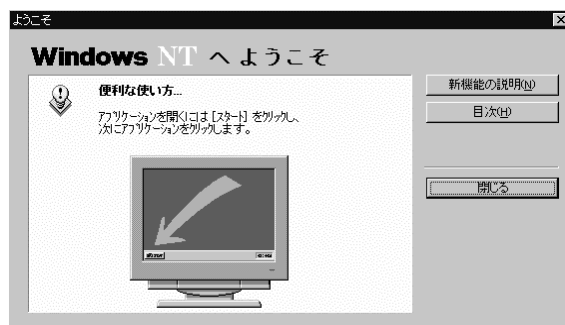 ようこそ
Windows NT へようこそ
便利な使い方...
ｱﾌﾟﾘｹｰｼｮﾝを開くには [ｽﾀｰﾄ] をｸﾘｯｸし、
次にｱﾌﾟﾘｹｰｼｮﾝをｸﾘｯｸします。
新機能の説明(N)
目次(H)
閉じる